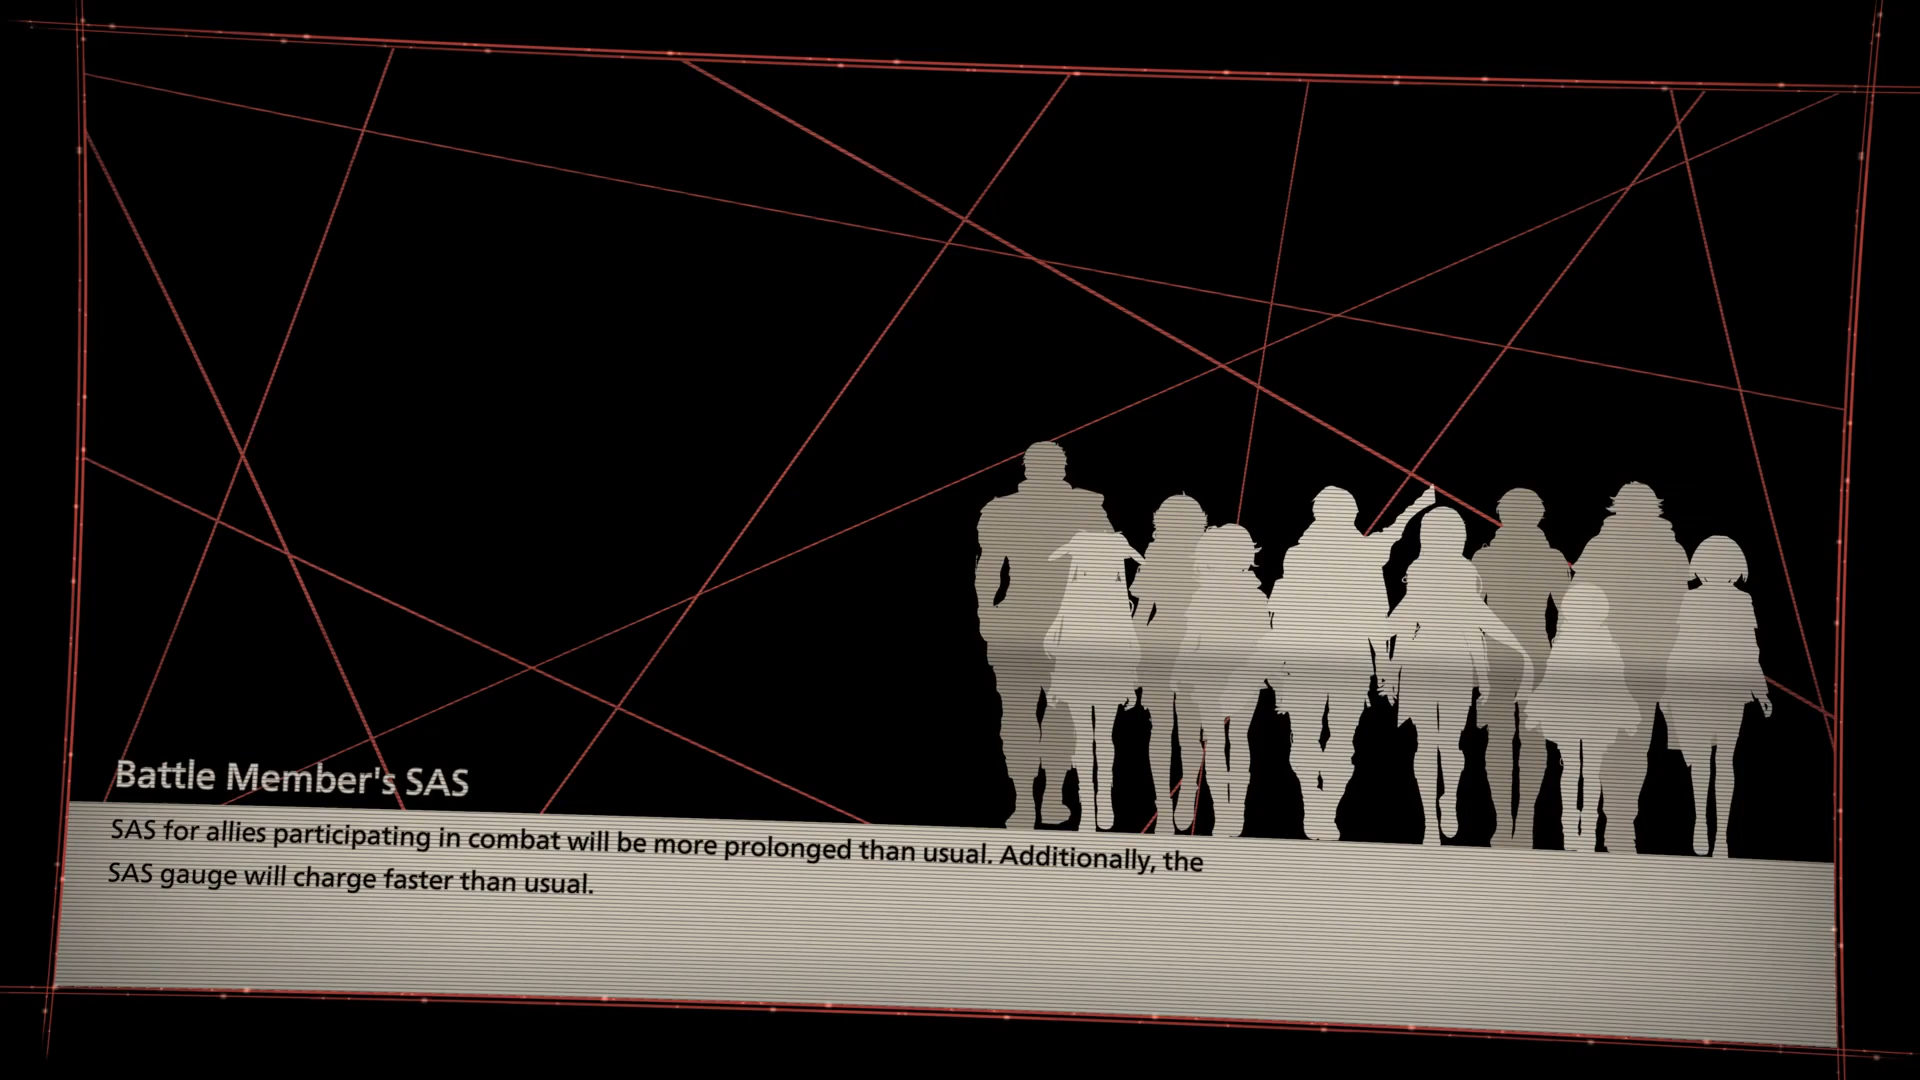 Battle Member's SAS
SAS for allies participating in combat will be more prolonged than usual. Additionally, the
SAS gauge will charge faster than usual.